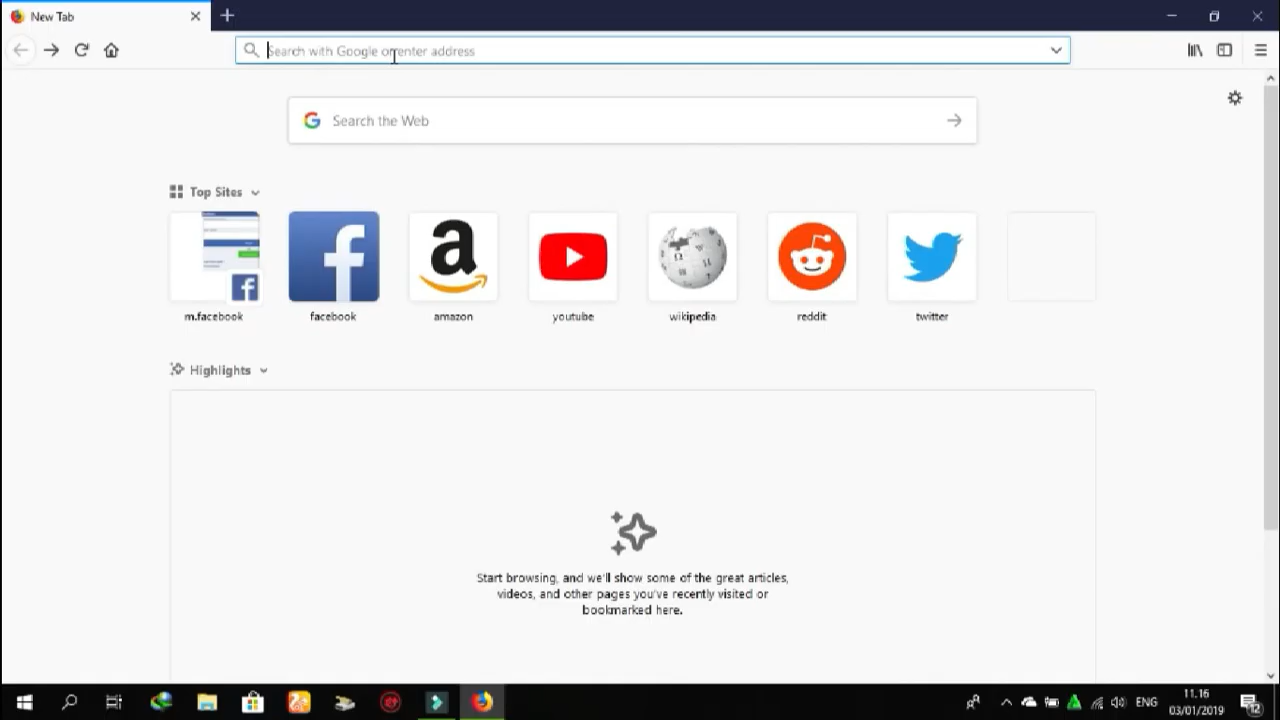 New Tab
Search with Google or enter address
Search the Web
Top Sites
m.facebook
facebook
amazon
youtube
wikipedia
reddit
twitter
Highlights
Start browsing, and we'll show some of the great articles,
videos, and other pages you've recently visited or
bookmarked here.
ENG
11.16
03/01/2019
12